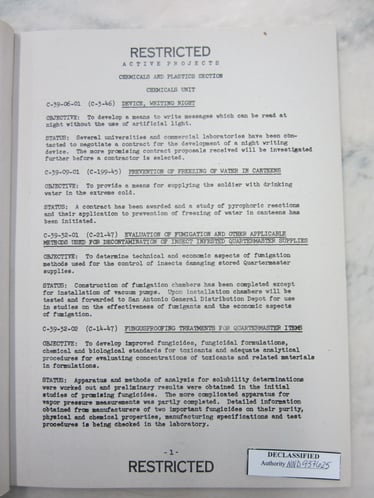 RESTRICTED
ACTIVE PROJECTS
CHEMICALS AND PLASTICS SECTION
CHEMICALS UNIT
C-39-06-01 (C-3-46) DEVICE, WRITING NIGHT
OBJECTIVE: To develop a means to write messages which can be read at
night without the use of artificial light.
STATUS: Several universities and commercial laboratories have been con-
tacted to negotiate a contract for the development of a night writing
device. The more promising contract proposals received will be investigated
further before a contractor is selected.
C-39-09-01 (C-199-45) PREVENTION OF FREEZING OF WATER IN CANTEENS
OBJECTIVE: To provide a means for supplying the soldier with drinking
water in the extreme cold.
STATUS: A contract has been awarded and a study of pyrophoric reactions
and their application to prevention of freezing of water in canteens has
been initiated.
C-39-32-01 (C-21-47) EVALUATION OF FUMIGATION AND OTHER APPLICABLE
METHODS USED FOR DECONTAMINATION OF INSECT INFESTED QUARTERMASTER SUPPLIES
OBJECTIVE: To determine technical and economic aspects of fumigation
methods used for the control of insects damaging stored Quartermaster
supplies.
STATUS: Construction of fumigation chambers has been completed except
for installation of vacuum pumps. Upon installation chambers will be
tested and forwarded to San Antonio General Distribution Depot for use
in studies on the effectiveness of fumigants and the economic aspects
of fumigation.
C-39-32-02 (C-14-47) FUNGUSPROOFING TREATMENTS FOR QUARTERMASTER ITEMS
OBJECTIVE: To develop improved fungicides, fungicidal formulations,
chemical and biological standards for toxicants and adequate analytical
procedures for evaluating concentrations of toxicants and related materials
in formulations.
STATUS: Apparatus and methods of analysis for solubility determinations
were worked out and preliminary results were obtained in the initial
studies of promising fungicides. The more complicated apparatus for
vapor pressure measurements was partly completed. Detailed information
obtained from manufacturers of two important fungicides on their purity,
physical and chemical properties, manufacturing specifications and test
procedures is being checked in the laboratory.
-1-
RESTRICTED
DECLASSIFIED
Authority NND 937625